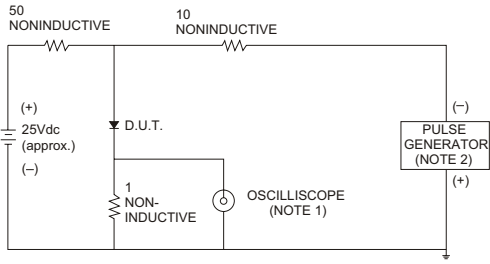 50
NONINDUCTIVE
10
NONINDUCTIVE
(+)
25Vdc
(approx.)
(–)
D.U.T.
1
NON-
INDUCTIVE
OSCILLISCOPE
(NOTE 1)
(–)
PULSE
GENERATOR
(NOTE 2)
(+)